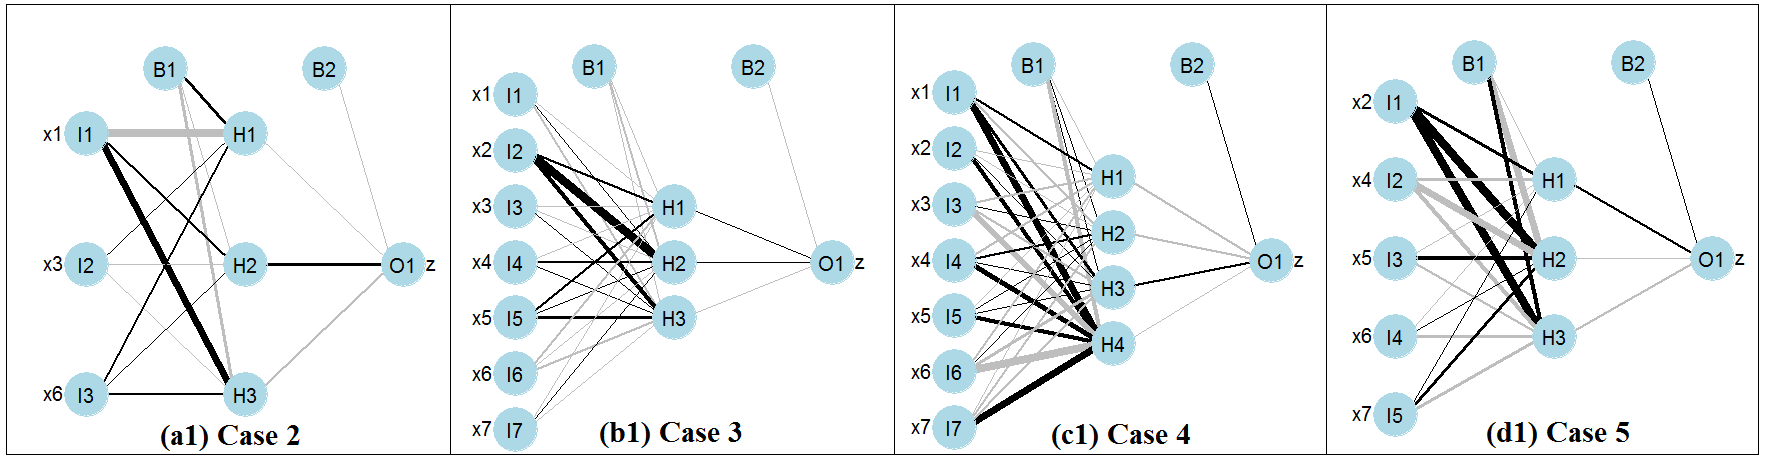 B1 B2
x1 I1 H1
x3 I2 H2 O1 z
x6 I3 H3
(a1) Case 2
B1 B2
x1 I1
x2 I2
x3 I3 H1
x4 I4 H2 O1 z
x5 I5 H3
x6 I6
x7 I7
(b1) Case 3
B1 B2
x1 I1
x2 I2 H1
x3 I3 H2
x4 I4 H3 O1 z
x5 I5 H4
x6 I6
x7 I7
(c1) Case 4
B1 B2
x2 I1
x4 I2 H1
x5 I3 H2 O1 z
x6 I4 H3
x7 I5
(d1) Case 5